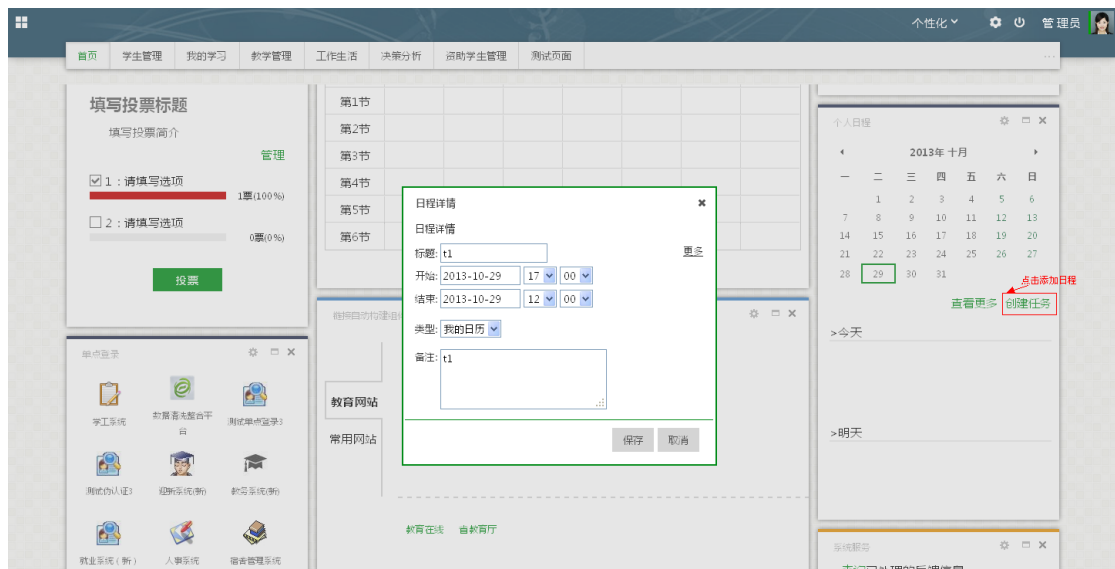 个性化
管理员
首页 学生管理 我的学习 教学管理 工作生活 决策分析 资助学生管理 测试页面 ...
填写投票标题
填写投票简介
管理
1：请填写选项
1票(100%)
2：请填写选项
0票(0%)
投票
单点登录
学工系统
数据清洗整合平台
测试单点登录3
测试伪认证3
迎新系统(新)
教务系统(新)
就业系统（新）
人事系统
宿舍管理系统
第1节
第2节
第3节
第4节
第5节
第6节
教育网站
常用网站
教育在线 省教育厅
日程详情
日程详情
标题: t1
更多
开始: 2013-10-29 17 00
结束: 2013-10-29 12 00
类型: 我的日历
备注: t1
保存 取消
个人日程
2013年 十月
一 二 三 四 五 六 日
1 2 3 4 5 6
7 8 9 10 11 12 13
14 15 16 17 18 19 20
21 22 23 24 25 26 27
28 29 30 31
点击添加日程
查看更多 创建任务
>今天
>明天
系统服务